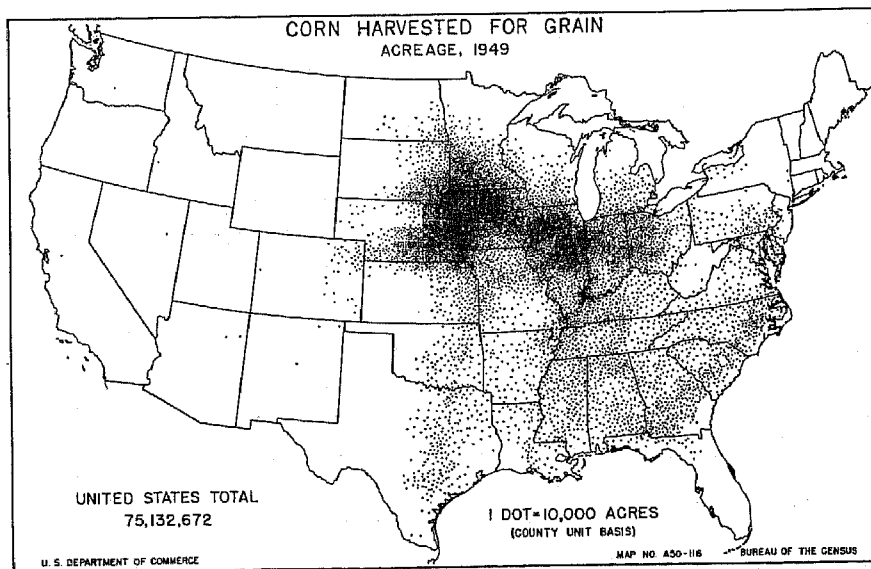 CORN HARVESTED FOR GRAIN
ACREAGE, 1949
UNITED STATES TOTAL
75,132,672
1 DOT=10,000 ACRES
(COUNTY UNIT BASIS)
U. S. DEPARTMENT OF COMMERCE
MAP NO. A50-116
BUREAU OF THE CENSUS